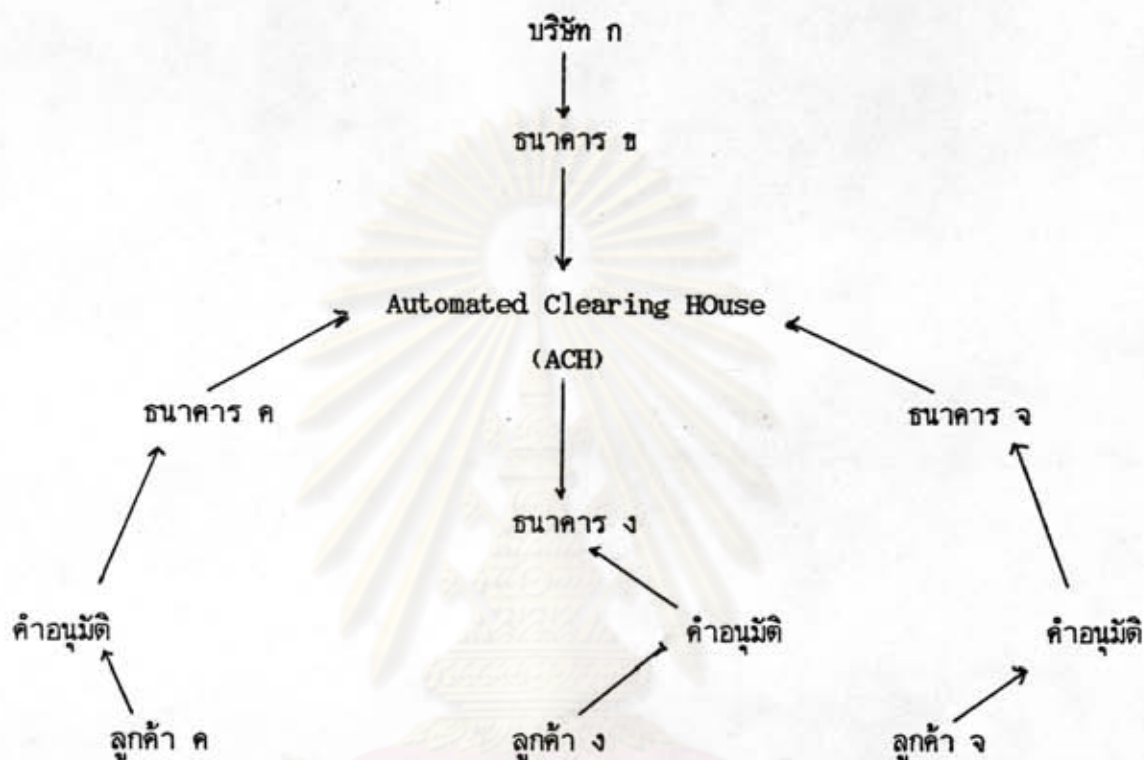 บริษัท ก
ธนาคาร ข
Automated Clearing HOuse
(ACH)
ธนาคาร ค
ธนาคาร จ
ธนาคาร ง
คำอนุมัติ
คำอนุมัติ
คำอนุมัติ
ลูกค้า ค
ลูกค้า ง
ลูกค้า จ